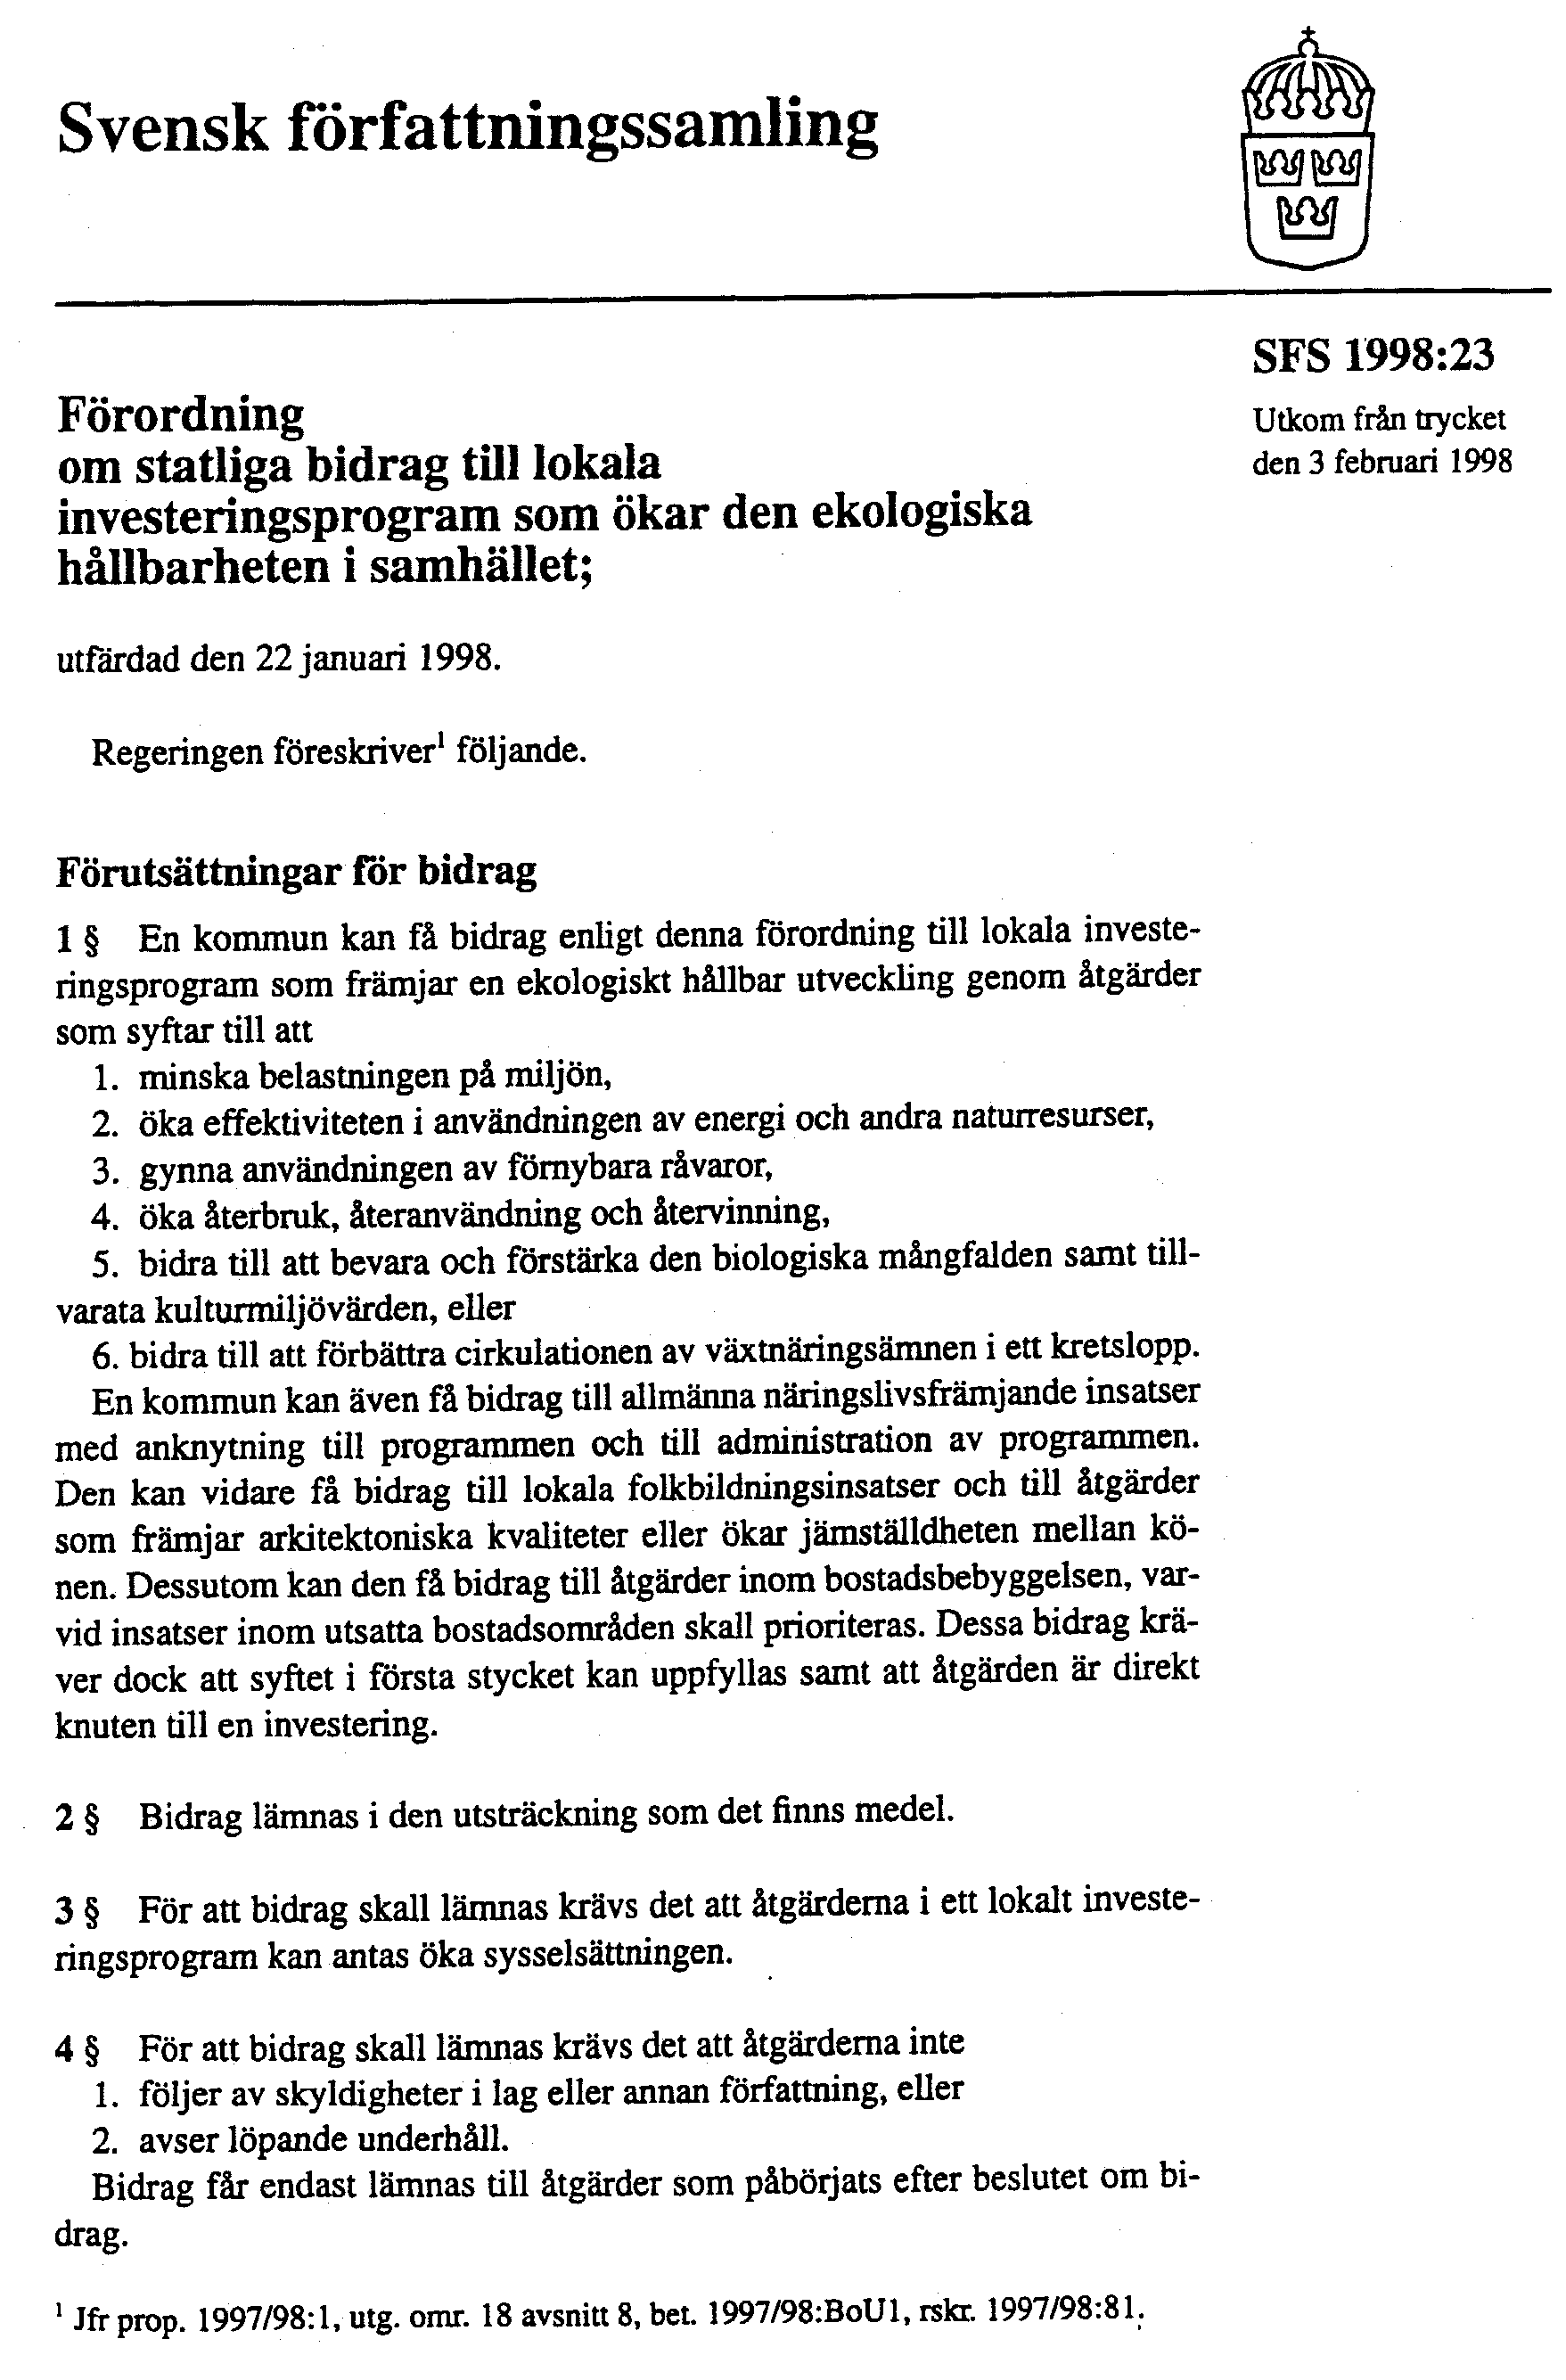 Svensk författningssamling
SFS 1998:23
Utkom från trycket
den 3 februari 1998
Förordning
om statliga bidrag till lokala
investeringsprogram som ökar den ekologiska
hållbarheten i samhället;
utfärdad den 22 januari 1998.
Regeringen föreskriver¹ följande.
Förutsättningar för bidrag
1 § En kommun kan få bidrag enligt denna förordning till lokala investe-
ringsprogram som främjar en ekologiskt hållbar utveckling genom åtgärder
som syftar till att
1. minska belastningen på miljön,
2. öka effektiviteten i användningen av energi och andra naturresurser,
3. gynna användningen av förnybara råvaror,
4. öka återbruk, återanvändning och återvinning,
5. bidra till att bevara och förstärka den biologiska mångfalden samt till-
varata kulturmiljövärden, eller
6. bidra till att förbättra cirkulationen av växtnäringsämnen i ett kretslopp.
En kommun kan även få bidrag till allmänna näringslivsfrämjande insatser
med anknytning till programmen och till administration av programmen.
Den kan vidare få bidrag till lokala folkbildningsinsatser och till åtgärder
som främjar arkitektoniska kvaliteter eller ökar jämställdheten mellan kö-
nen. Dessutom kan den få bidrag till åtgärder inom bostadsbebyggelsen, var-
vid insatser inom utsatta bostadsområden skall prioriteras. Dessa bidrag krä-
ver dock att syftet i första stycket kan uppfyllas samt att åtgärden är direkt
knuten till en investering.
2 § Bidrag lämnas i den utsträckning som det finns medel.
3 § För att bidrag skall lämnas krävs det att åtgärderna i ett lokalt investe-
ringsprogram kan antas öka sysselsättningen.
4 § För att bidrag skall lämnas krävs det att åtgärderna inte
1. följer av skyldigheter i lag eller annan författning, eller
2. avser löpande underhåll.
Bidrag får endast lämnas till åtgärder som påbörjats efter beslutet om bi-
drag.
¹ Jfr prop. 1997/98:1, utg. omr. 18 avsnitt 8, bet. 1997/98:BoU1, rskr. 1997/98:81.